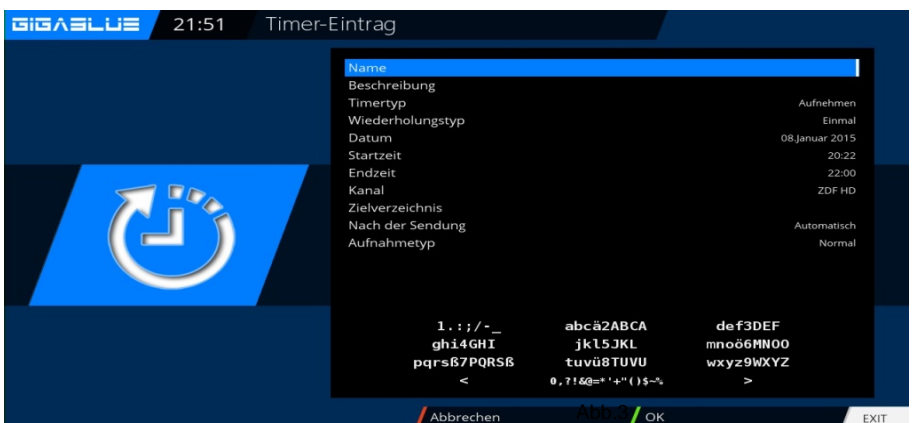 GIGABLUE 21:51 Timer-Eintrag
Name
Beschreibung
Timertyp Aufnehmen
Wiederholungstyp Einmal
Datum 08.Januar 2015
Startzeit 20:22
Endzeit 22:00
Kanal ZDF HD
Zielverzeichnis
Nach der Sendung Automatisch
Aufnahmetyp Normal
1.:;/-_ abcä2ABCA def3DEF
ghi4GHI jkl5JKL mnoö6MNOO
pqrsß7PQRSß tuvü8TUVU wxyz9WXYZ
< 0,?!&@=*'+"()$~% >
Abbrechen Abb.3 OK EXIT